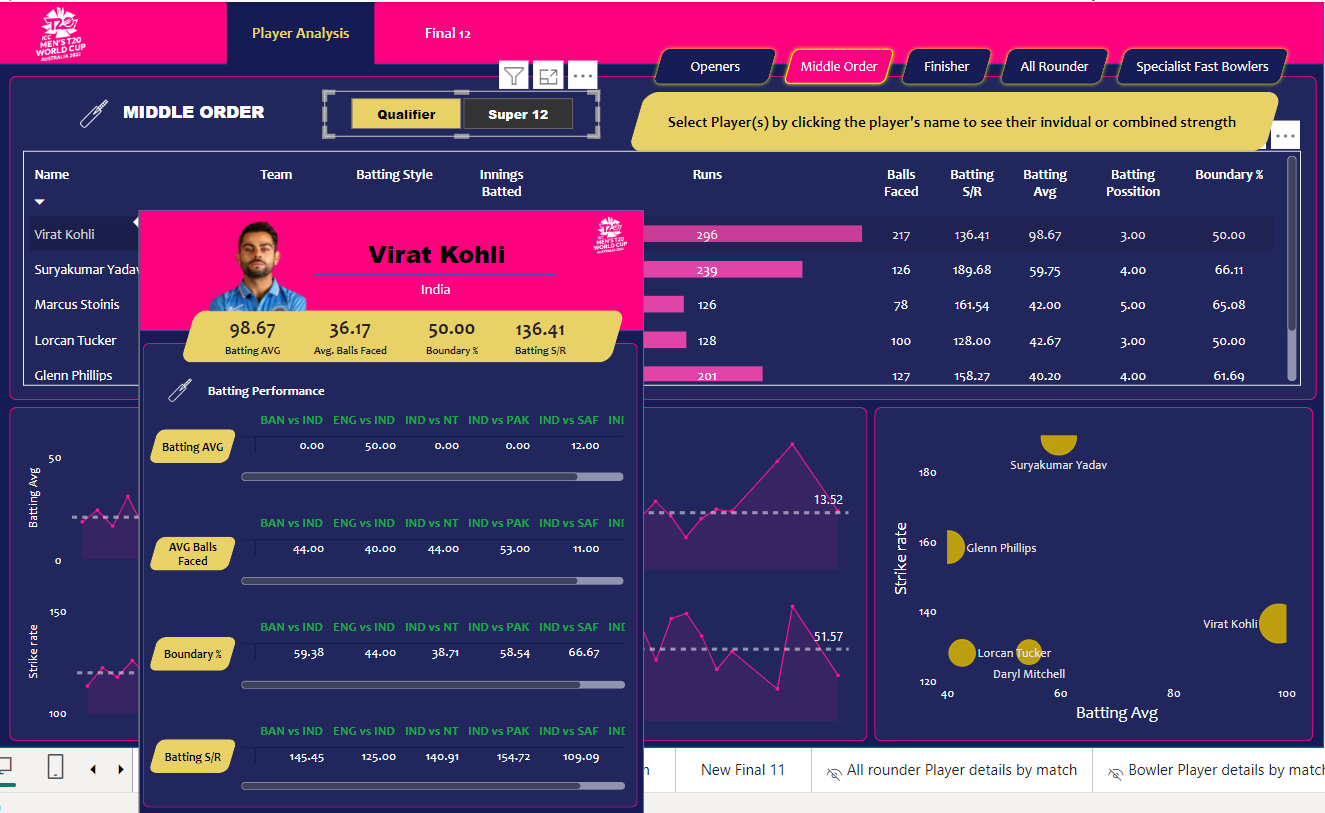 ICC
MEN'S T20
WORLD CUP
AUSTRALIA 2022
Player Analysis
Final 12
Openers
Middle Order
Finisher
All Rounder
Specialist Fast Bowlers
MIDDLE ORDER
Qualifier
Super 12
Select Player(s) by clicking the player's name to see their invidual or combined strength
Name
Team
Batting Style
Innings
Batted
Runs
Balls
Faced
Batting
S/R
Batting
Avg
Batting
Possition
Boundary %
Virat Kohli
296
217
136.41
98.67
3.00
50.00
Suryakumar Yadav
239
126
189.68
59.75
4.00
66.11
Marcus Stoinis
126
78
161.54
42.00
5.00
65.08
Lorcan Tucker
128
100
128.00
42.67
3.00
50.00
Glenn Phillips
201
127
158.27
40.20
4.00
61.69
ICC
MEN'S T20
WORLD CUP
AUSTRALIA 2022
Virat Kohli
India
98.67
Batting AVG
36.17
Avg. Balls Faced
50.00
Boundary %
136.41
Batting S/R
Batting Performance
BAN vs IND ENG vs IND IND vs NT IND vs PAK IND vs SAF IND
Batting AVG
0.00 50.00 0.00 0.00 12.00
BAN vs IND ENG vs IND IND vs NT IND vs PAK IND vs SAF IND
AVG Balls
Faced
44.00 40.00 44.00 53.00 11.00
BAN vs IND ENG vs IND IND vs NT IND vs PAK IND vs SAF IND
Boundary %
59.38 44.00 38.71 58.54 66.67
BAN vs IND ENG vs IND IND vs NT IND vs PAK IND vs SAF IND
Batting S/R
145.45 125.00 140.91 154.72 109.09
Batting Avg
50
0
Strike rate
150
100
13.52
51.57
Strike rate
180
160
140
120
Suryakumar Yadav
Glenn Phillips
Virat Kohli
Lorcan Tucker
Daryl Mitchell
40
60
80
100
Batting Avg
New Final 11
All rounder Player details by match
Bowler Player details by match